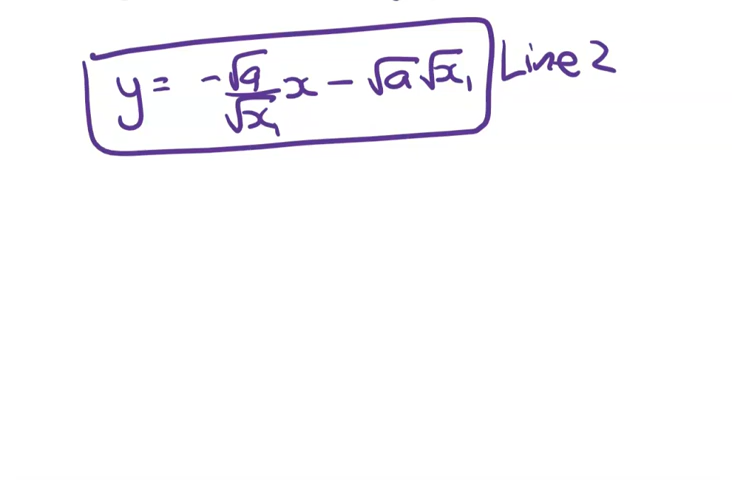 y = -√a/√x₁ x - √a √x₁ Line 2